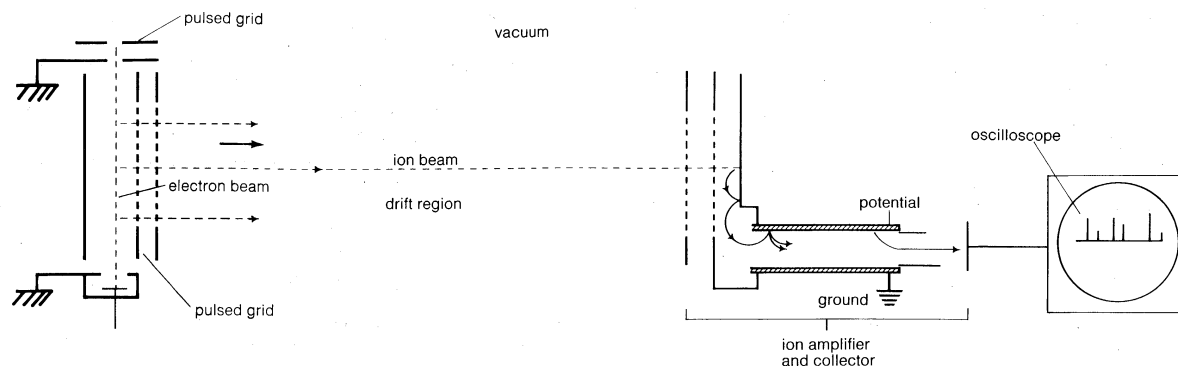 pulsed grid
vacuum
oscilloscope
ion beam
electron beam
drift region
potential
pulsed grid
ground
ion amplifier
and collector